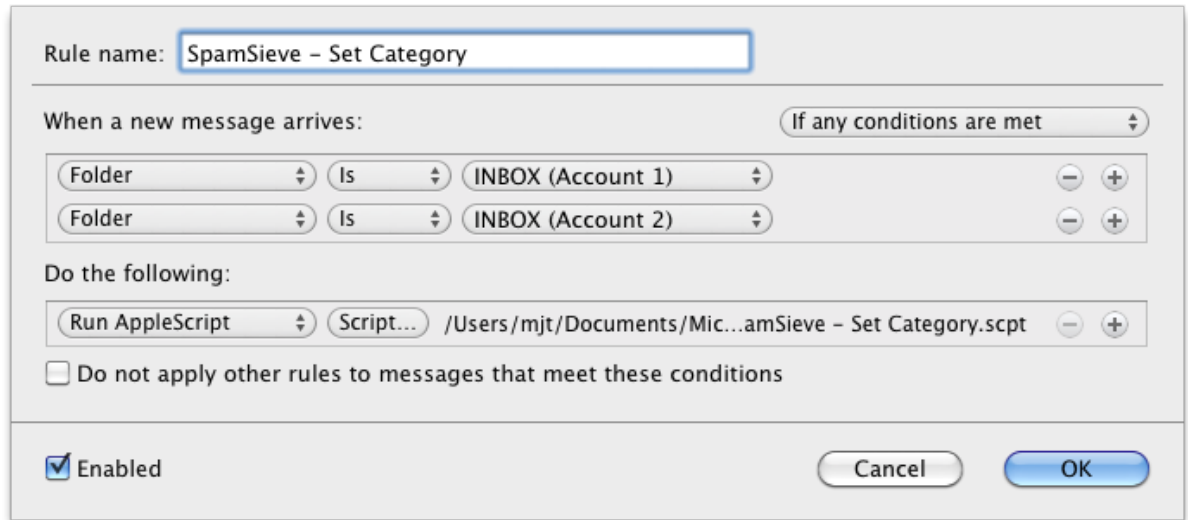 Rule name: SpamSieve – Set Category
When a new message arrives: If any conditions are met
Folder Is INBOX (Account 1)
Folder Is INBOX (Account 2)
Do the following:
Run AppleScript Script... /Users/mjt/Documents/Mic...amSieve – Set Category.scpt
Do not apply other rules to messages that meet these conditions
Enabled Cancel OK